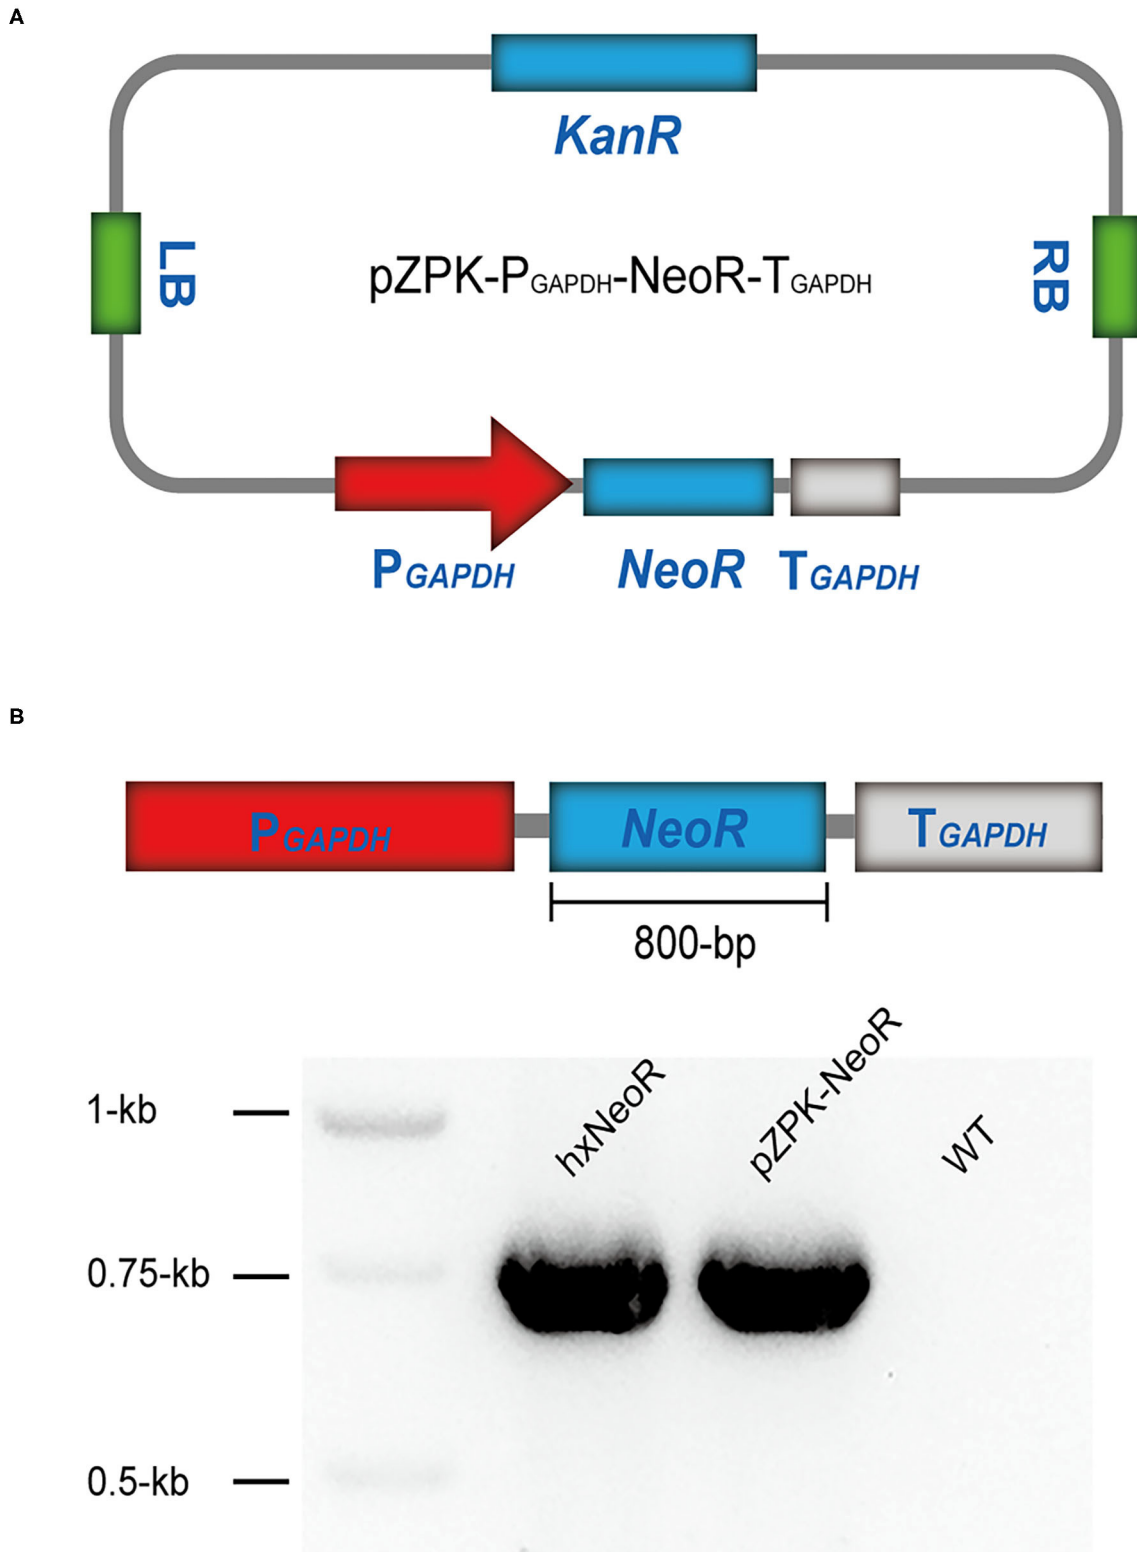 A
KanR
LB
pZPK-PGAPDH-NeoR-TGAPDH
RB
PGAPDH
NeoR
TGAPDH
B
PGAPDH
NeoR
TGAPDH
800-bp
hxNeoR
pZPK-NeoR
WT
1-kb
0.75-kb
0.5-kb